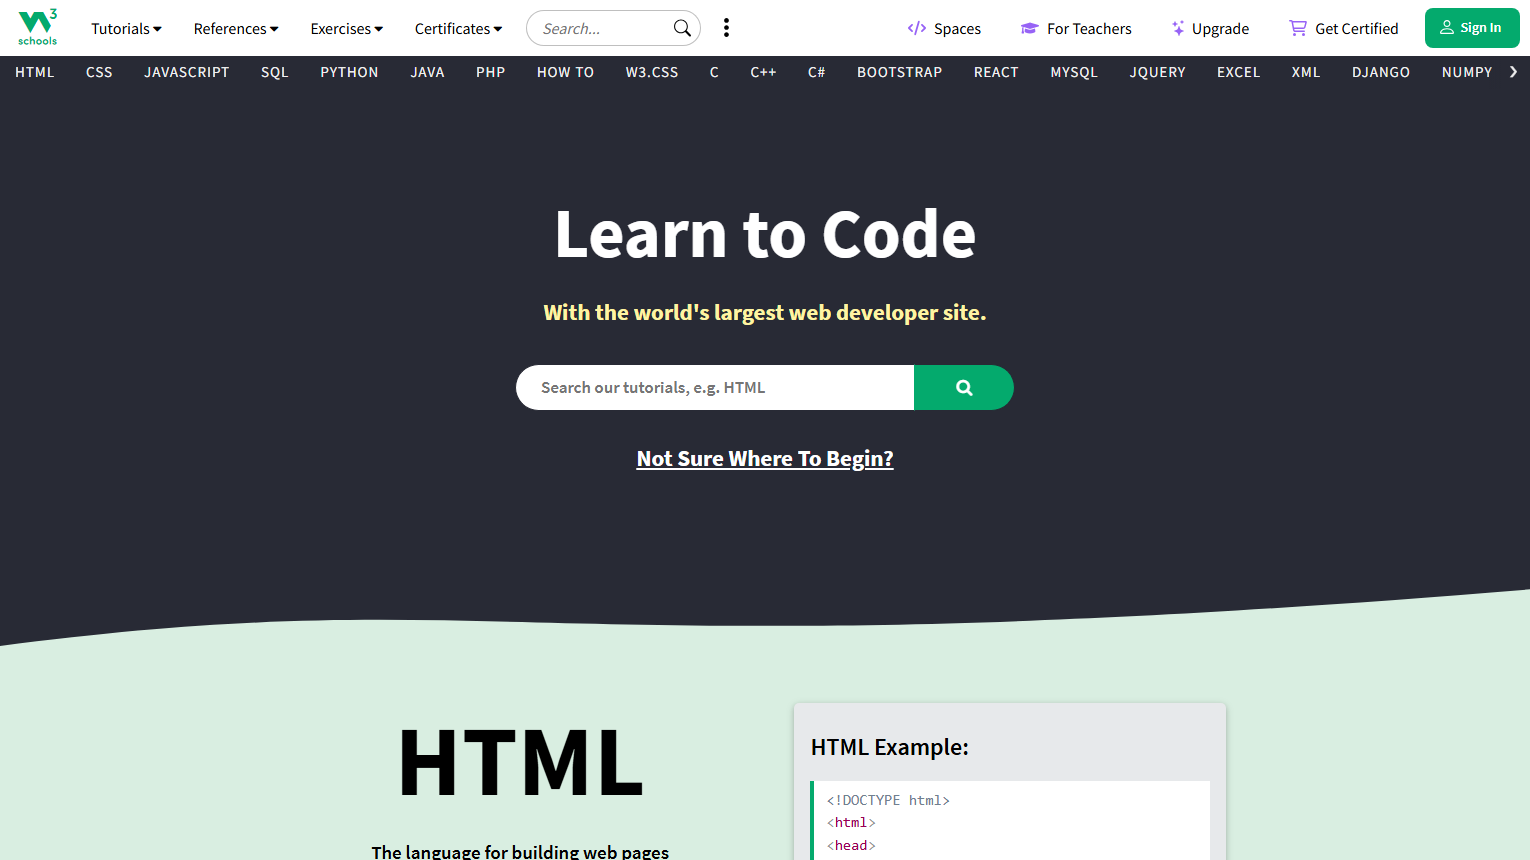 3
schools
Tutorials References Exercises Certificates Search... Spaces For Teachers Upgrade Get Certified Sign In
HTML CSS JAVASCRIPT SQL PYTHON JAVA PHP HOW TO W3.CSS C C++ C# BOOTSTRAP REACT MYSQL JQUERY EXCEL XML DJANGO NUMPY
Learn to Code
With the world's largest web developer site.
Search our tutorials, e.g. HTML
Not Sure Where To Begin?
HTML
The language for building web pages
HTML Example:
<!DOCTYPE html>
<html>
<head>